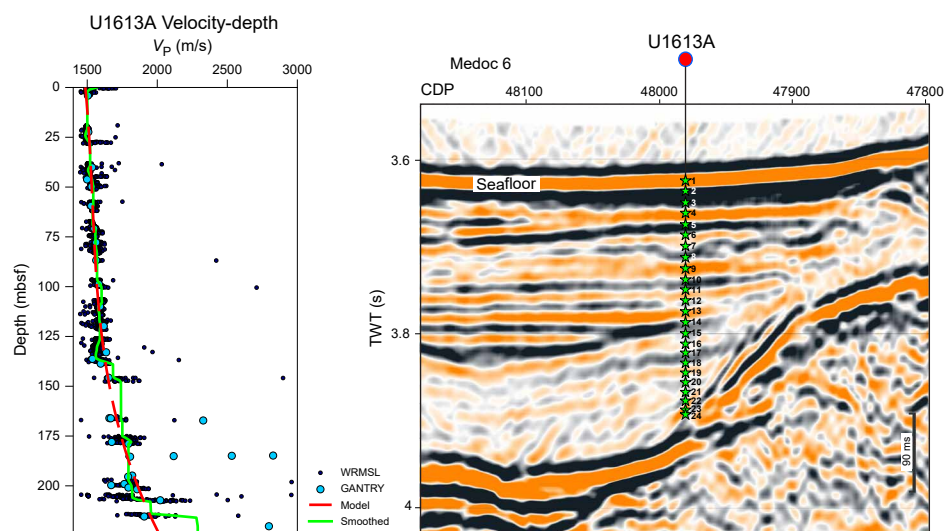 U1613A Velocity-depth
VP (m/s)
1500 2000 2500 3000
0
25
50
75
100
125
150
175
200
Depth (mbsf)
WRMSL
GANTRY
Model
Smoothed
U1613A
Medoc 6
CDP 48100 48000 47900 47800
3.6
3.8
4
TWT (s)
Seafloor
1
2
3
4
5
6
7
8
9
10
11
12
13
14
15
16
17
18
19
20
21
22
23
24
90 ms